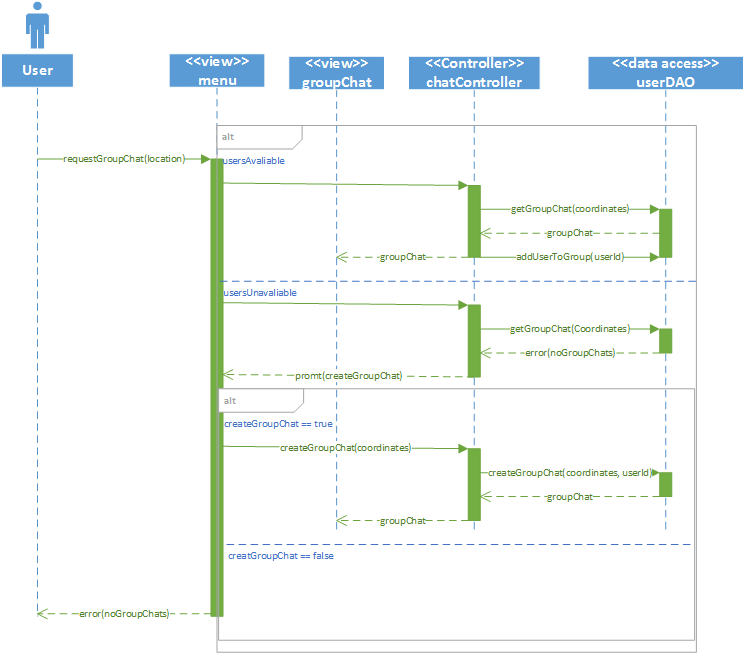 User
<<view>>
menu
<<view>>
groupChat
<<Controller>>
chatController
<<data access>>
userDAO
alt
requestGroupChat(location)
usersAvaliable
getGroupChat(coordinates)
groupChat
groupChat
addUserToGroup(userId)
usersUnavaliable
getGroupChat(Coordinates)
error(noGroupChats)
promt(createGroupChat)
alt
createGroupChat == true
createGroupChat(coordinates)
createGroupChat(coordinates, userId)
groupChat
groupChat
creatGroupChat == false
error(noGroupChats)